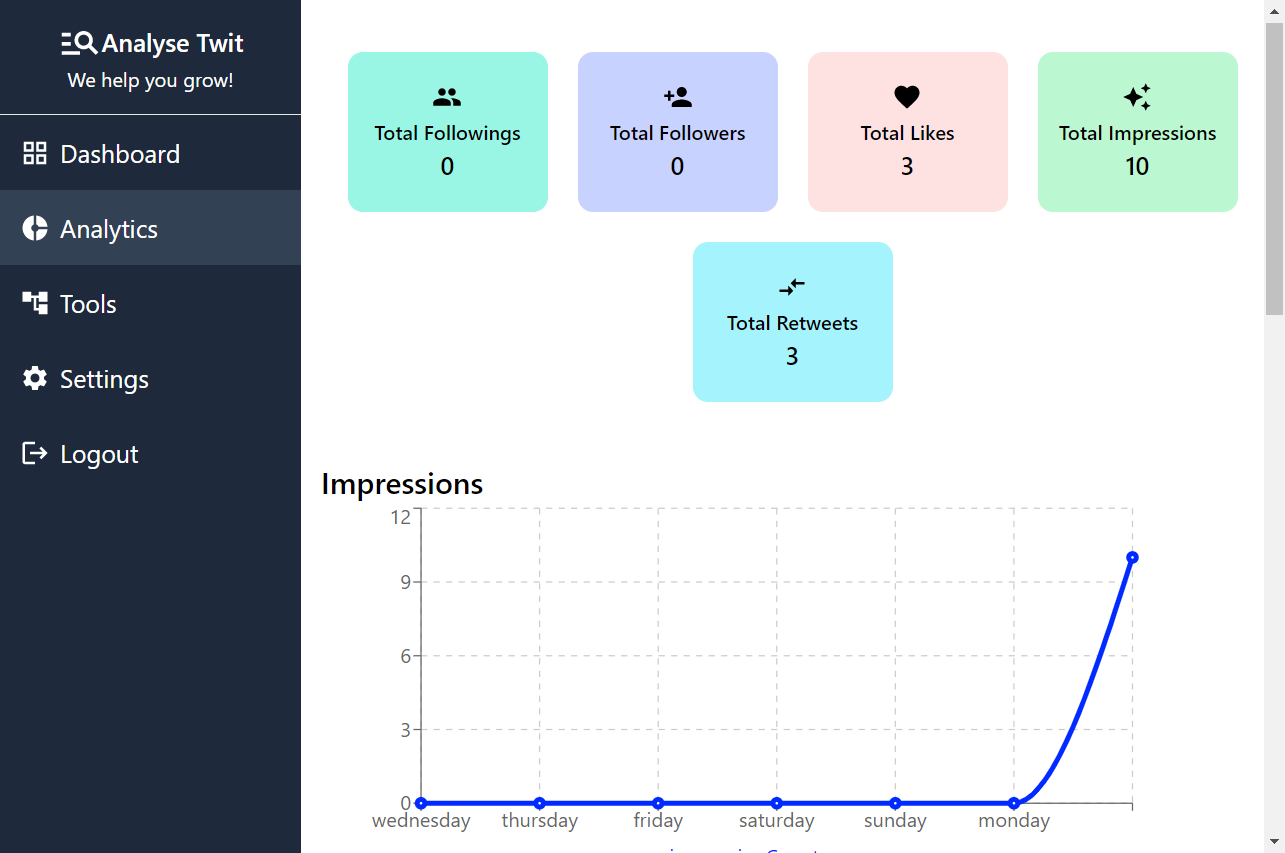 Analyse Twit
We help you grow!
Dashboard
Analytics
Tools
Settings
Logout
Total Followings
0
Total Followers
0
Total Likes
3
Total Impressions
10
Total Retweets
3
Impressions
12
9
6
3
0
wednesday thursday friday saturday sunday monday